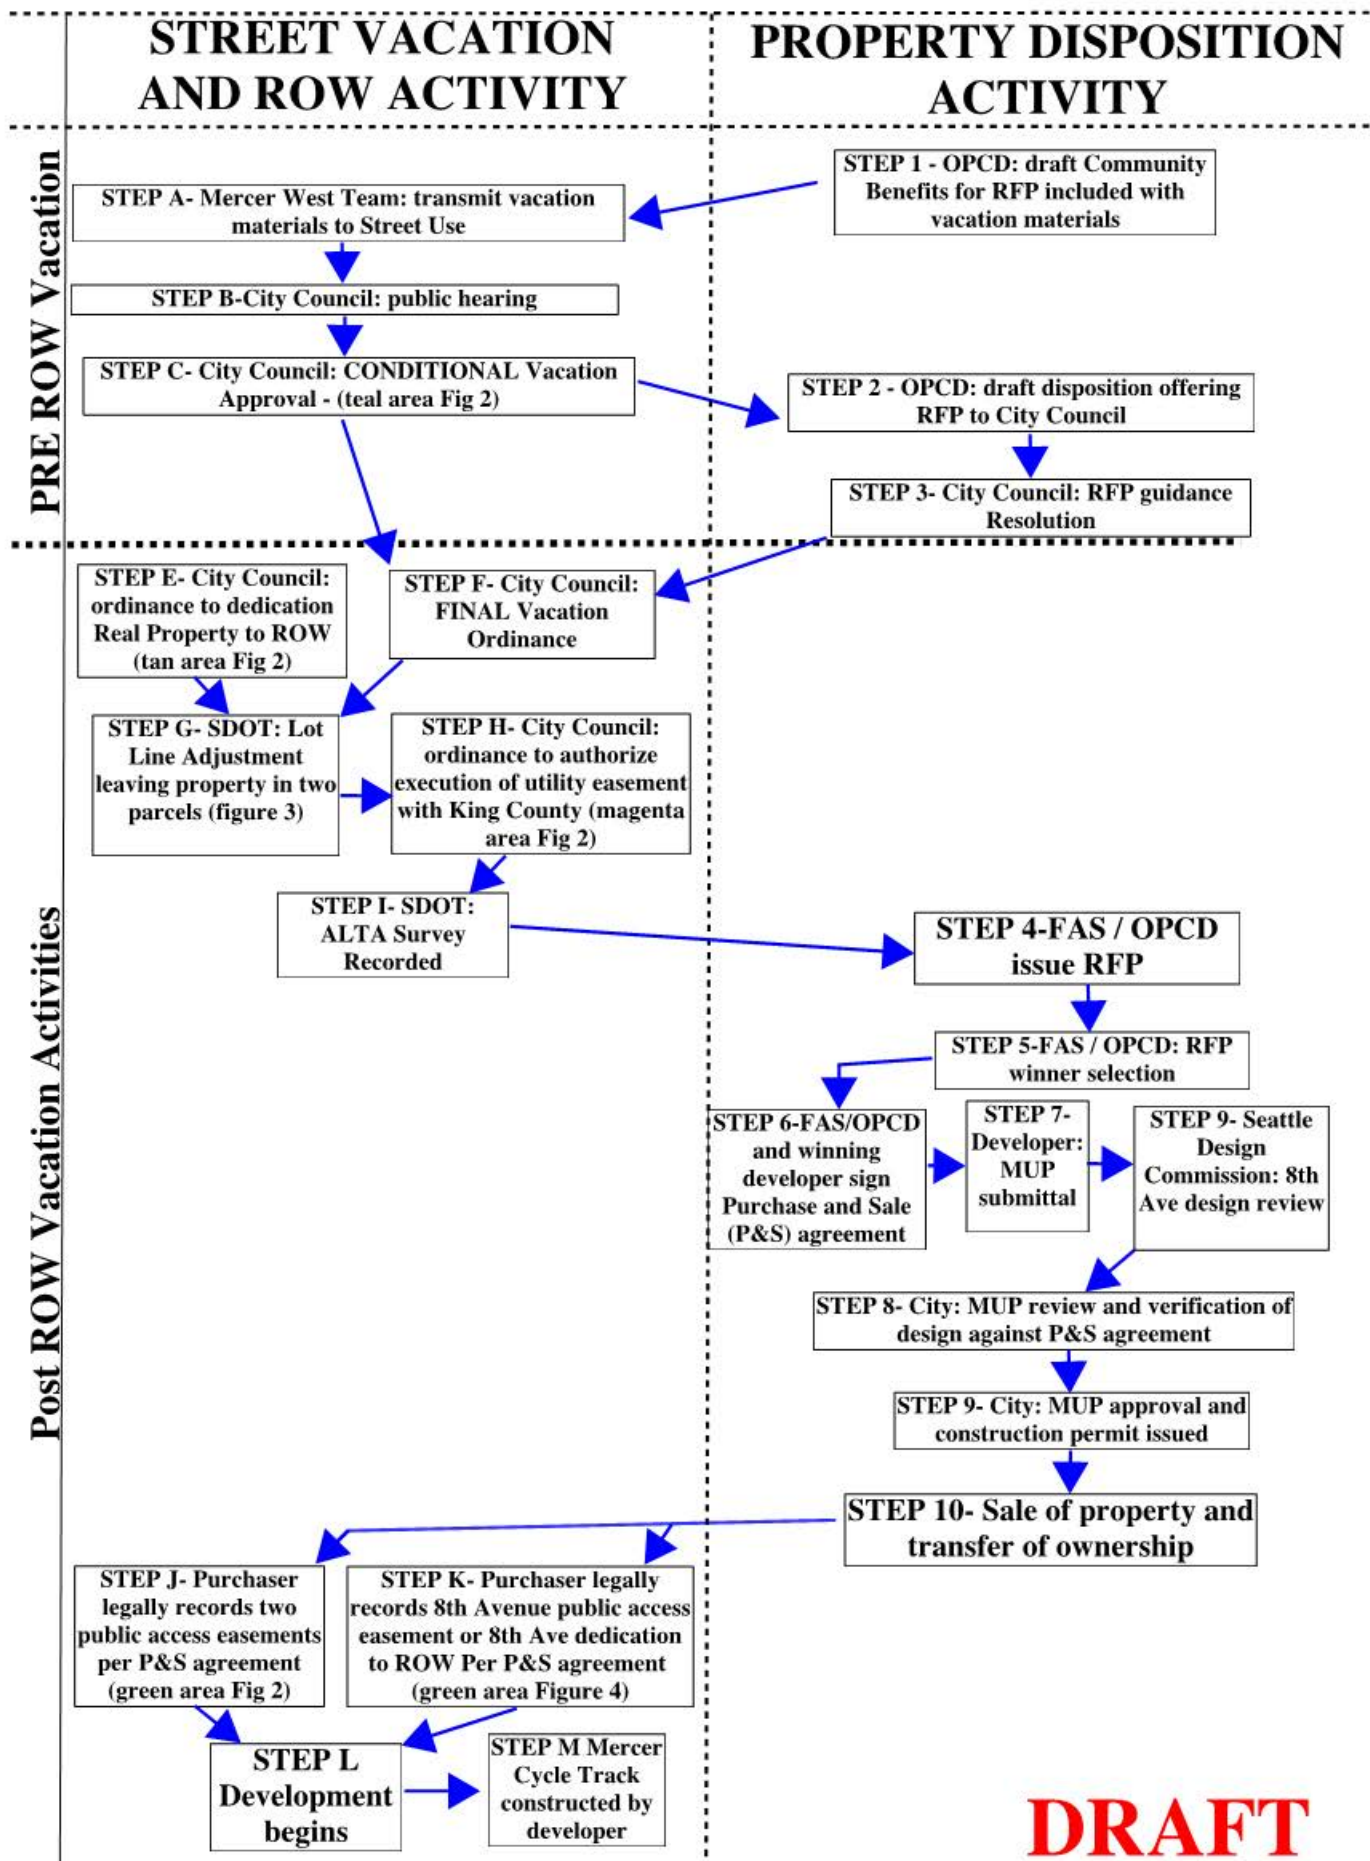 STREET VACATION
AND ROW ACTIVITY
PROPERTY DISPOSITION
ACTIVITY
PRE ROW Vacation
STEP 1 - OPCD: draft Community
Benefits for RFP included with
vacation materials
STEP A- Mercer West Team: transmit vacation
materials to Street Use
STEP B-City Council: public hearing
STEP C- City Council: CONDITIONAL Vacation
Approval - (teal area Fig 2)
STEP 2 - OPCD: draft disposition offering
RFP to City Council
STEP 3- City Council: RFP guidance
Resolution
Post ROW Vacation Activities
STEP E- City Council:
ordinance to dedication
Real Property to ROW
(tan area Fig 2)
STEP F- City Council:
FINAL Vacation
Ordinance
STEP G- SDOT: Lot
Line Adjustment
leaving property in two
parcels (figure 3)
STEP H- City Council:
ordinance to authorize
execution of utility easement
with King County (magenta
area Fig 2)
STEP I- SDOT:
ALTA Survey
Recorded
STEP 4-FAS / OPCD
issue RFP
STEP 5-FAS / OPCD: RFP
winner selection
STEP 6-FAS/OPCD
and winning
developer sign
Purchase and Sale
(P&S) agreement
STEP 7-
Developer:
MUP
submittal
STEP 9- Seattle
Design
Commission: 8th
Ave design review
STEP 8- City: MUP review and verification of
design against P&S agreement
STEP 9- City: MUP approval and
construction permit issued
STEP 10- Sale of property and
transfer of ownership
STEP J- Purchaser
legally records two
public access easements
per P&S agreement
(green area Fig 2)
STEP K- Purchaser legally
records 8th Avenue public access
easement or 8th Ave dedication
to ROW Per P&S agreement
(green area Figure 4)
STEP L
Development
begins
STEP M Mercer
Cycle Track
constructed by
developer
DRAFT